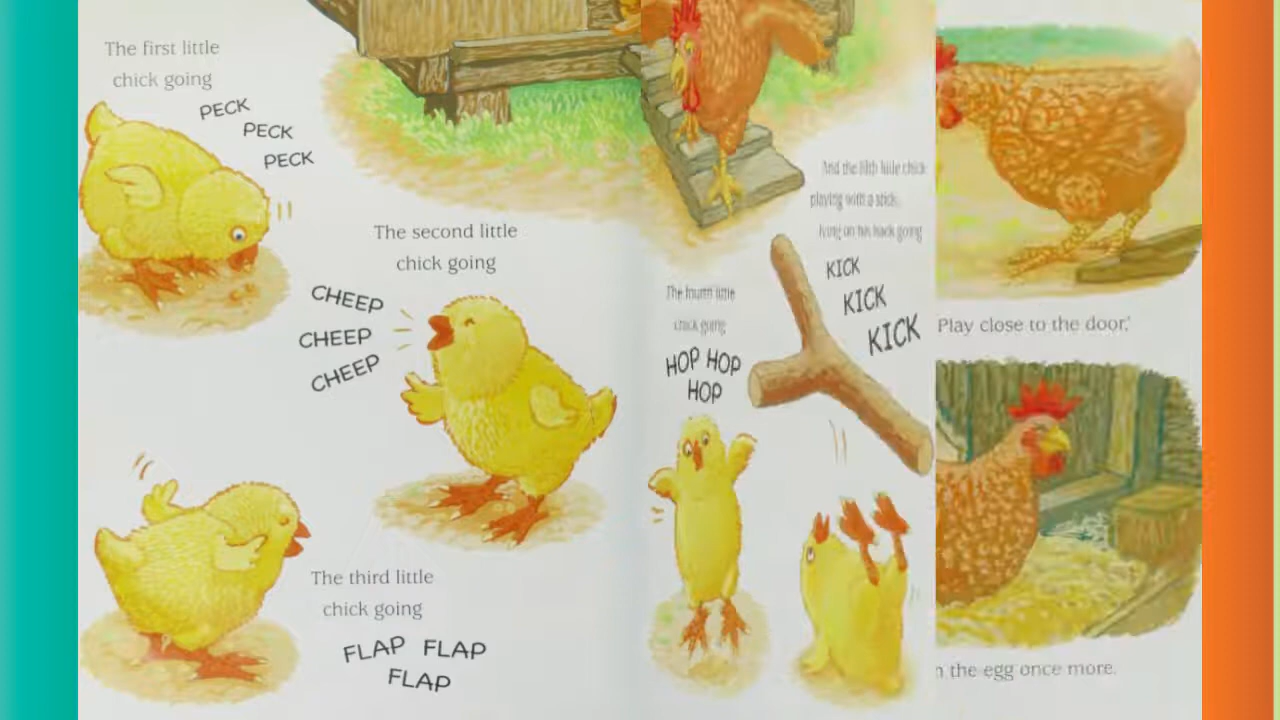 The first little
chick going
PECK
PECK
PECK
The second little
chick going
CHEEP
CHEEP
CHEEP
The third little
chick going
FLAP FLAP
FLAP
The fourth little
chick going
HOP HOP
HOP
And the fifth little chick
playing with a stick,
lying on his back going
KICK
KICK
KICK
Play close to the door.'
the egg once more.